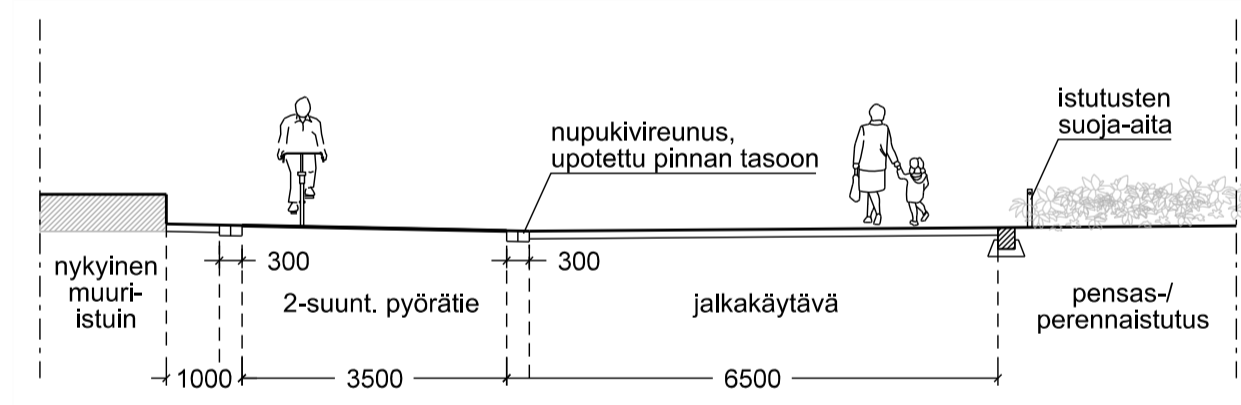 istutusten
suoja-aita
nupukivireunus,
upotettu pinnan tasoon
nykyinen
muuri-
istuin
300
2-suunt. pyörätie
300
jalkakäytävä
pensas-/
perennaistutus
1000
3500
6500